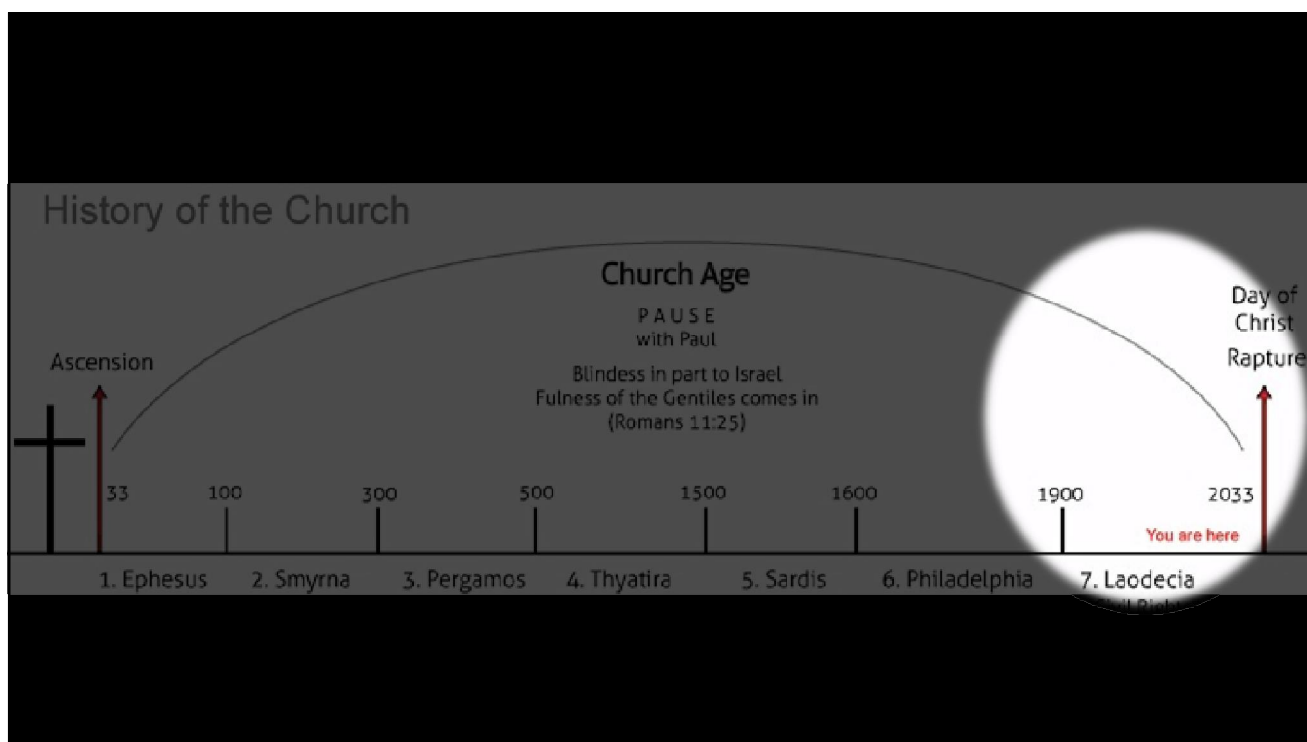 History of the Church
Church Age
PAUSE
with Paul
Blindess in part to Israel
Fulness of the Gentiles comes in
(Romans 11:25)
Ascension
Day of
Christ
Rapture
33 100 300 500 1500 1600 1900 2033
You are here
1. Ephesus 2. Smyrna 3. Pergamos 4. Thyatira 5. Sardis 6. Philadelphia 7. Laodecia